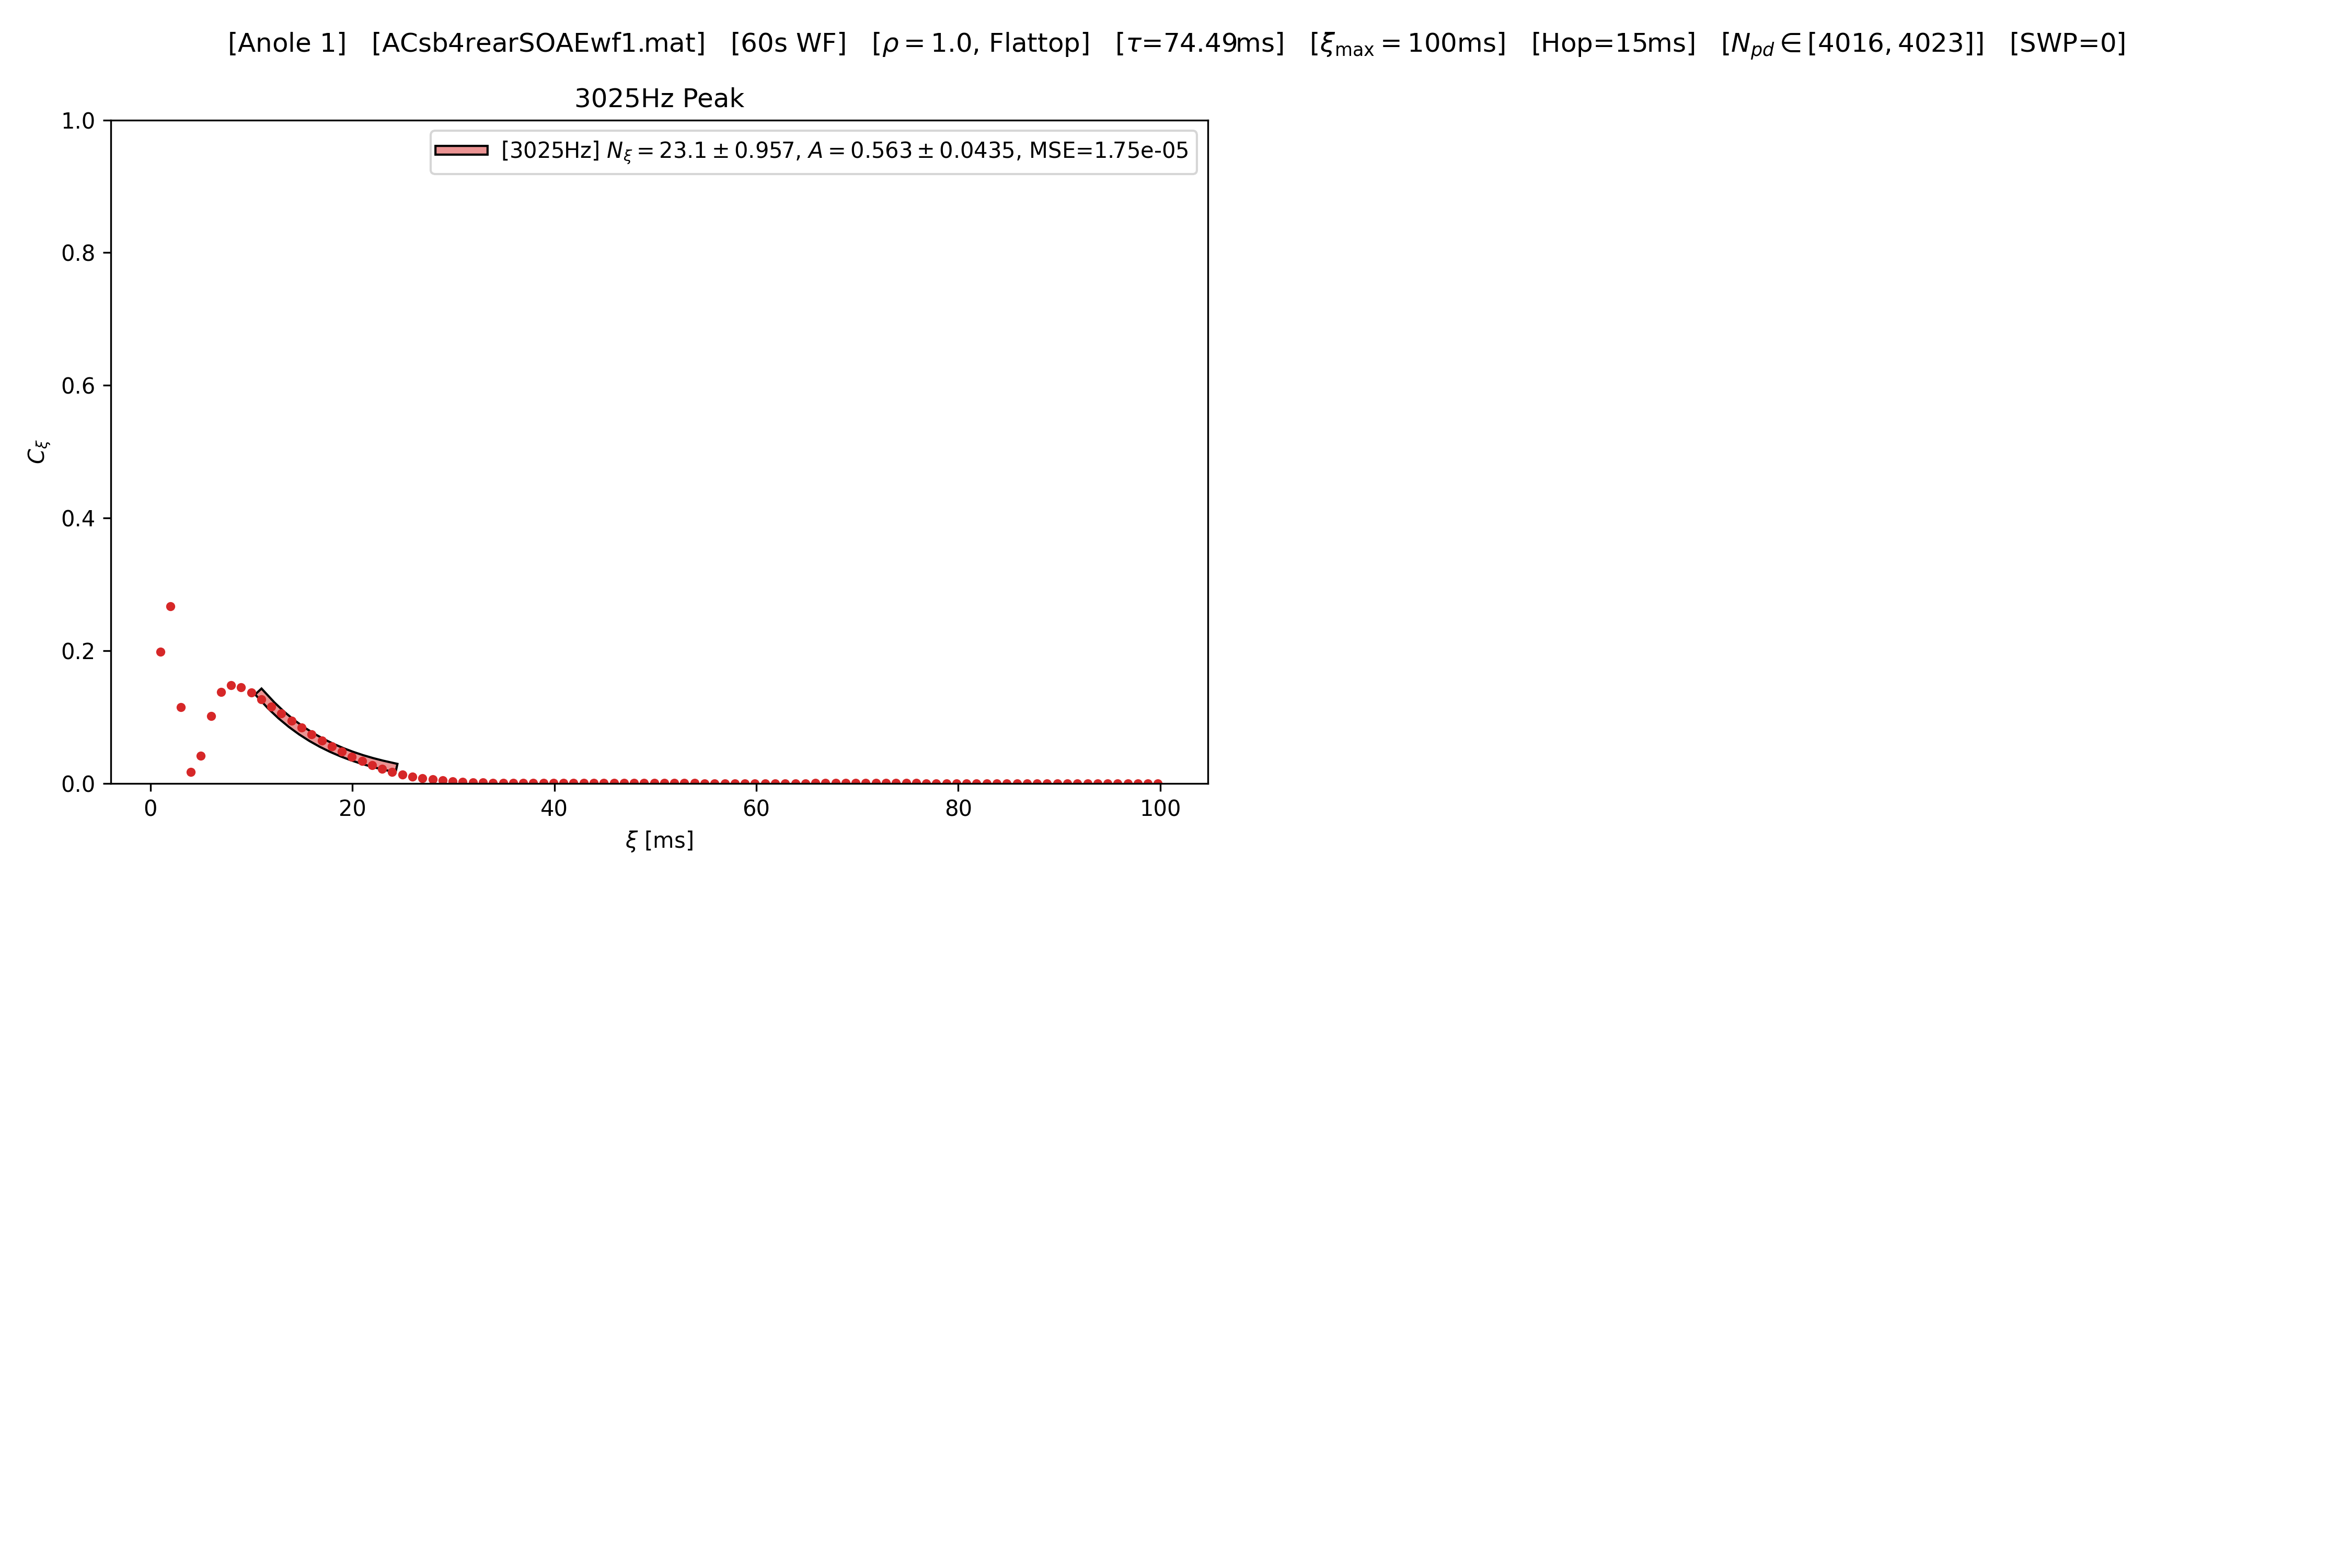 [Anole 1] [ACsb4rearSOAEwf1.mat] [60s WF] [ρ = 1.0, Flattop] [τ=74.49ms] [ξmax = 100ms] [Hop=15ms] [Npd ∈ [4016, 4023]] [SWP=0]
3025Hz Peak
[3025Hz] Nξ = 23.1 ± 0.957, A = 0.563 ± 0.0435, MSE=1.75e-05
1.0
0.8
0.6
0.4
0.2
0.0
Cξ
0 20 40 60 80 100
ξ [ms]